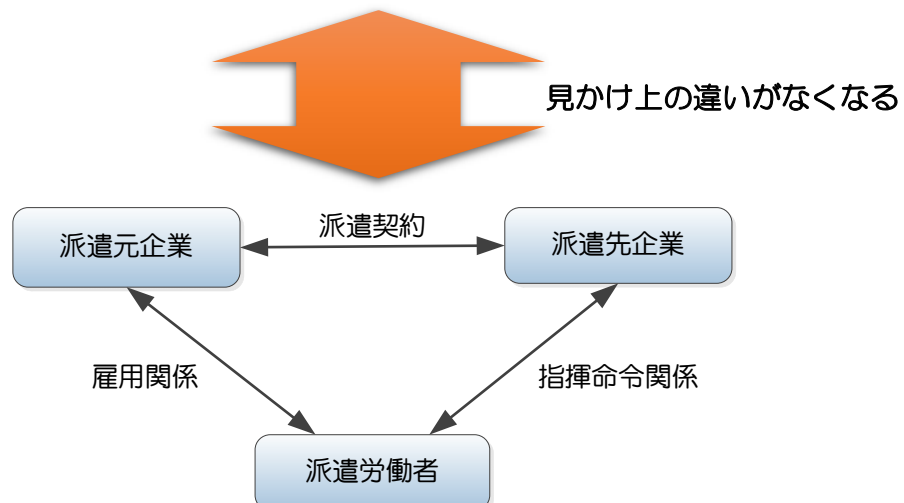 見かけ上の違いがなくなる
派遣契約
派遣元企業
派遣先企業
雇用関係
指揮命令関係
派遣労働者